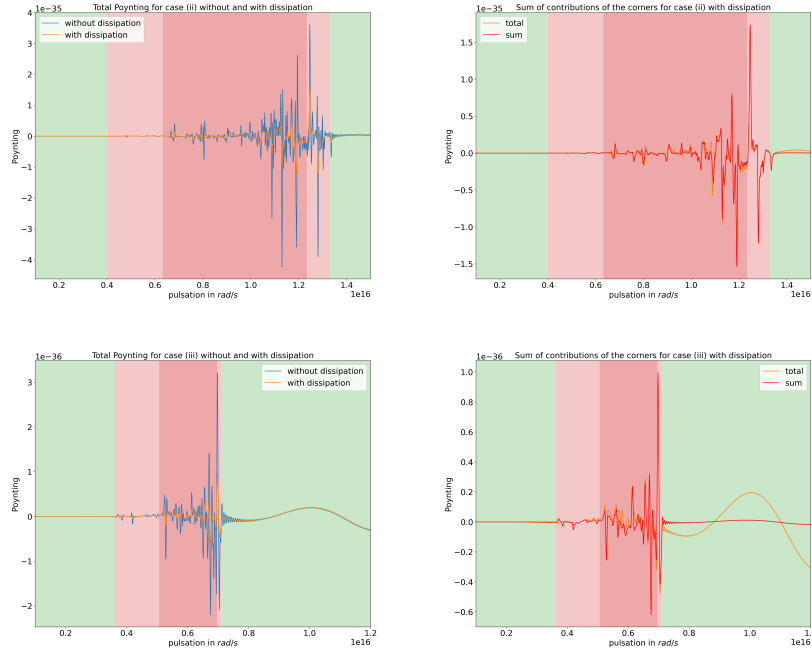 Total Poynting for case (ii) without and with dissipation
1e−35
4
3
2
1
0
−1
−2
−3
−4
Poynting
without dissipation
with dissipation
0.2 0.4 0.6 0.8 1.0 1.2 1.4
1e16
pulsation in rad/s
Sum of contributions of the corners for case (ii) with dissipation
1e−35
1.5
1.0
0.5
0.0
−0.5
−1.0
−1.5
Poynting
total
sum
0.2 0.4 0.6 0.8 1.0 1.2 1.4
1e16
pulsation in rad/s
Total Poynting for case (iii) without and with dissipation
1e−36
3
2
1
0
−1
−2
Poynting
without dissipation
with dissipation
0.2 0.4 0.6 0.8 1.0 1.2
1e16
pulsation in rad/s
Sum of contributions of the corners for case (iii) with dissipation
1e−36
1.0
0.8
0.6
0.4
0.2
0.0
−0.2
−0.4
−0.6
Poynting
total
sum
0.2 0.4 0.6 0.8 1.0 1.2
1e16
pulsation in rad/s